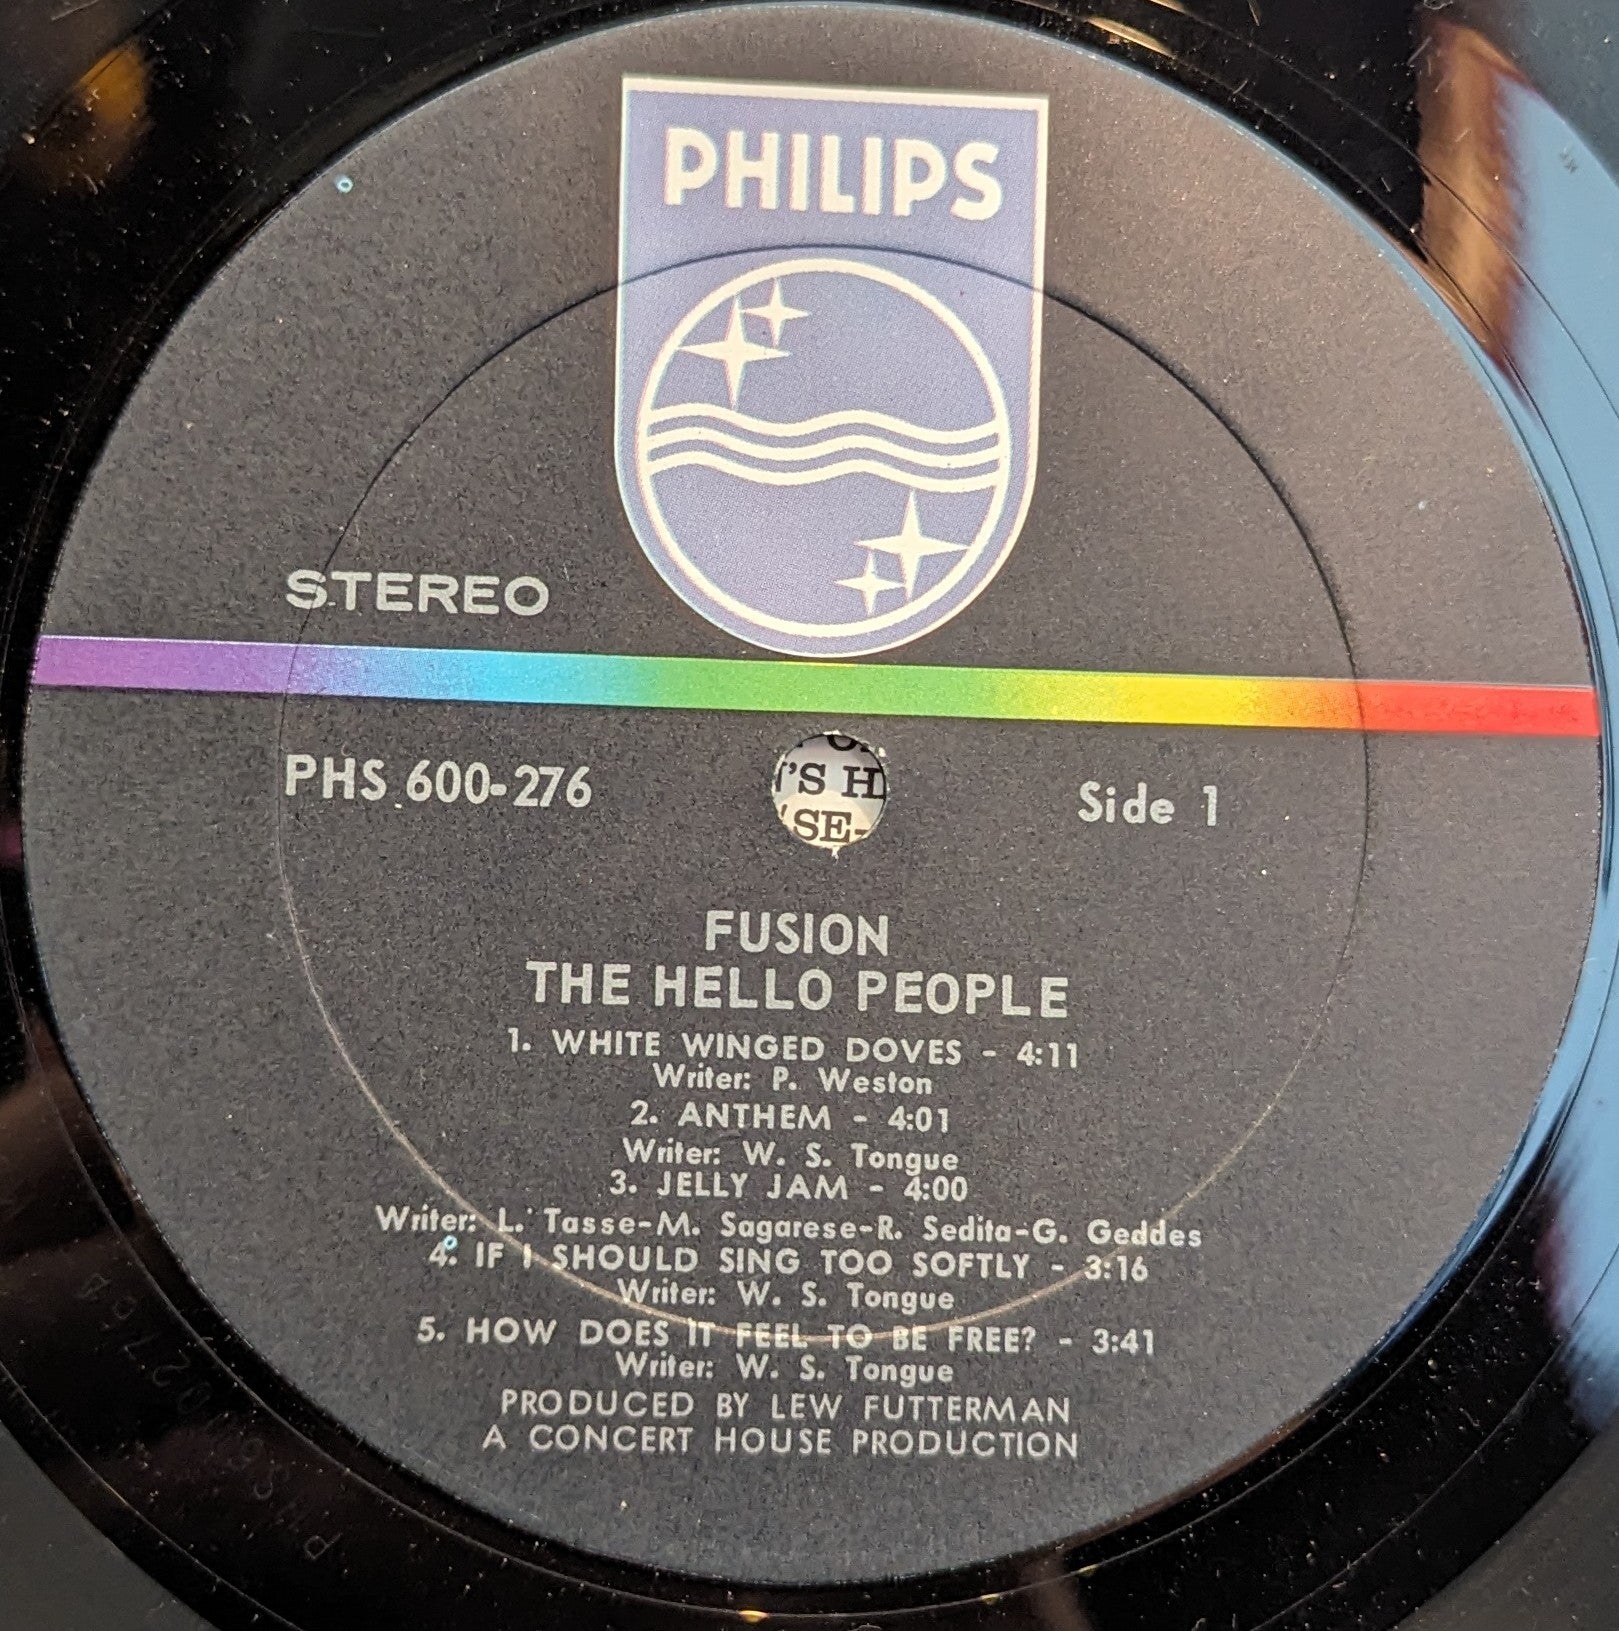 PHILIPS
STEREO
PHS 600-276
'S H
SE-
Side 1
FUSION
THE HELLO PEOPLE
1. WHITE WINGED DOVES - 4:11
Writer: P. Weston
2. ANTHEM - 4:01
Writer: W. S. Tongue
3. JELLY JAM - 4:00
Writer: L. Tasse-M. Sagarese-R. Sedita-G. Geddes
4. IF I SHOULD SING TOO SOFTLY - 3:16
Writer: W. S. Tongue
5. HOW DOES IT FEEL TO BE FREE? - 3:41
Writer: W. S. Tongue
PRODUCED BY LEW FUTTERMAN
A CONCERT HOUSE PRODUCTION